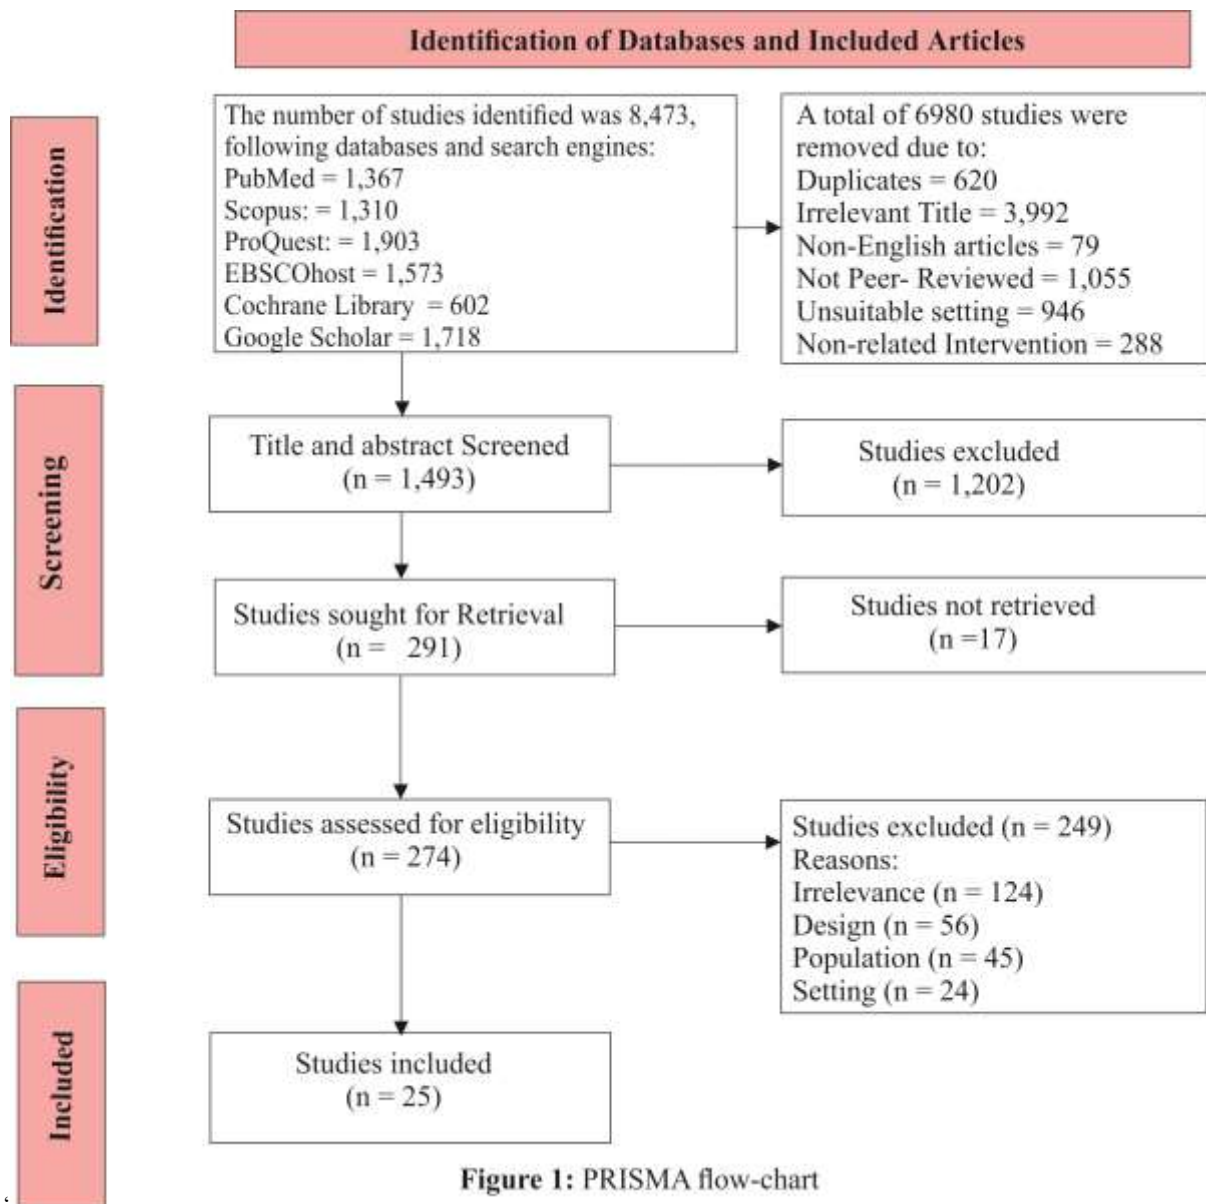 Identification of Databases and Included Articles
Identification
The number of studies identified was 8,473,
following databases and search engines:
PubMed = 1,367
Scopus: = 1,310
ProQuest: = 1,903
EBSCOhost = 1,573
Cochrane Library = 602
Google Scholar = 1,718
A total of 6980 studies were
removed due to:
Duplicates = 620
Irrelevant Title = 3,992
Non-English articles = 79
Not Peer- Reviewed = 1,055
Unsuitable setting = 946
Non-related Intervention = 288
Screening
Title and abstract Screened
(n = 1,493)
Studies excluded
(n = 1,202)
Studies sought for Retrieval
(n = 291)
Studies not retrieved
(n =17)
Eligibility
Studies assessed for eligibility
(n = 274)
Studies excluded (n = 249)
Reasons:
Irrelevance (n = 124)
Design (n = 56)
Population (n = 45)
Setting (n = 24)
Included
Studies included
(n = 25)
Figure 1: PRISMA flow-chart
‘